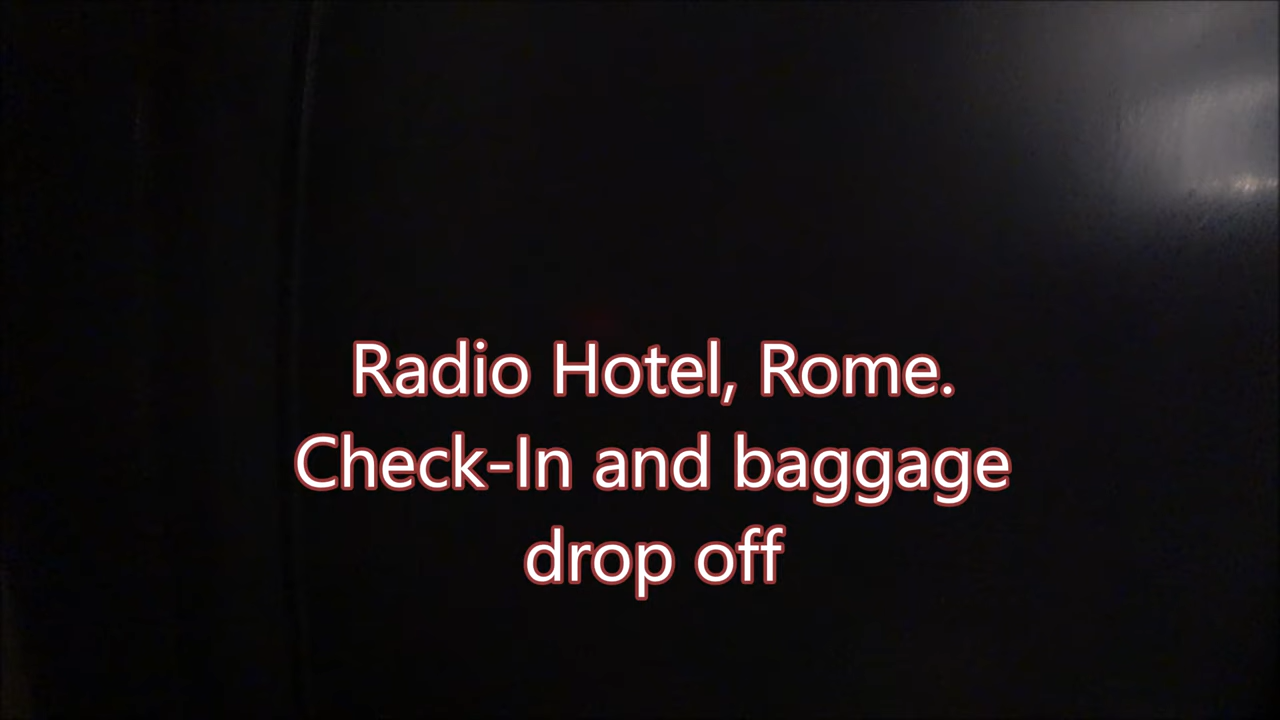 Radio Hotel, Rome.
Check-In and baggage
drop off